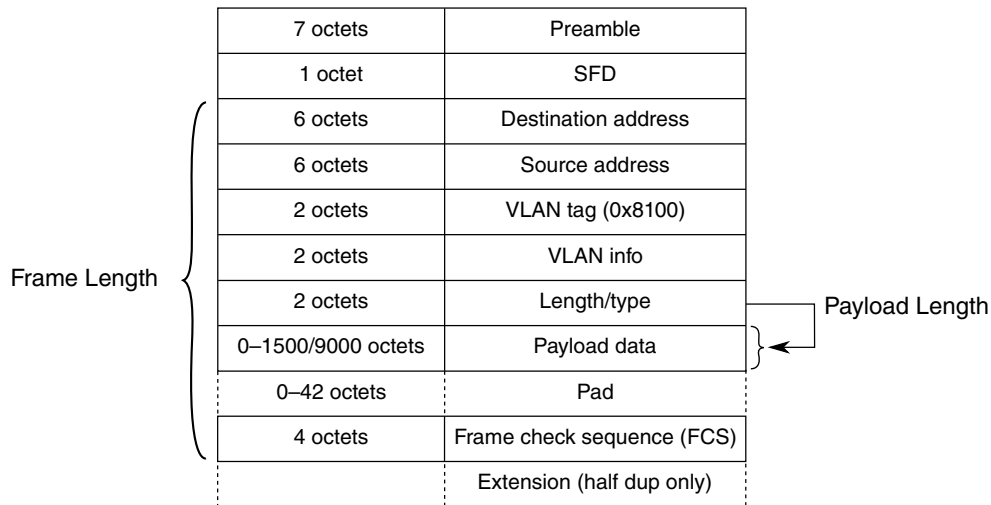 7 octets Preamble
1 octet SFD
6 octets Destination address
6 octets Source address
2 octets VLAN tag (0x8100)
2 octets VLAN info
Frame Length
2 octets Length/type
Payload Length
0–1500/9000 octets Payload data
0–42 octets Pad
4 octets Frame check sequence (FCS)
Extension (half dup only)